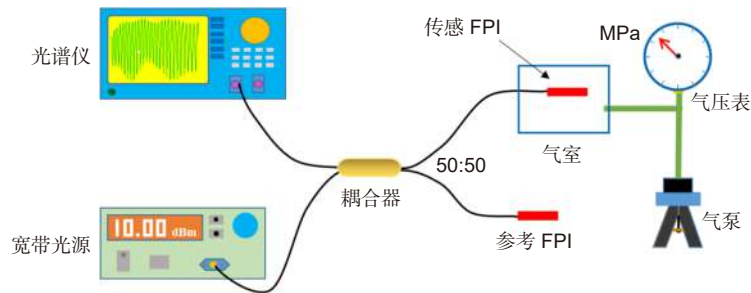 光谱仪
传感 FPI
MPa
气压表
气室
50:50
耦合器
10.00 dBm
宽带光源
参考 FPI
气泵